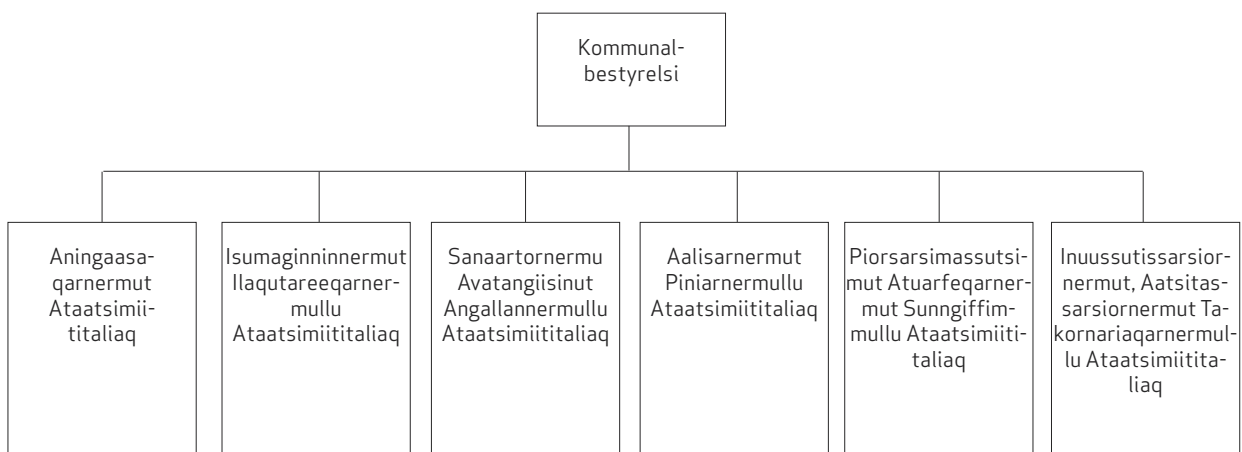 Kommunal-
bestyrelsi
Aningaasa-
qarnermut
Ataatsimii-
titaliaq
Isumaginninnermut
Ilaqutareeqarner-
mullu
Ataatsimiititaliaq
Sanaartornermu
Avatangiisinut
Angallannermullu
Ataatsimiititaliaq
Aalisarnermut
Piniarnermullu
Ataatsimiititaliaq
Piorsarsimassutsi-
mut Atuarfeqarner-
mut Sunngiffim-
mullu Ataatsimiiti-
taliaq
Inuussutissarsior-
nermut, Aatsitas-
sarsiornermut Ta-
kornariaqarnermul-
lu Ataatsimiitita-
liaq